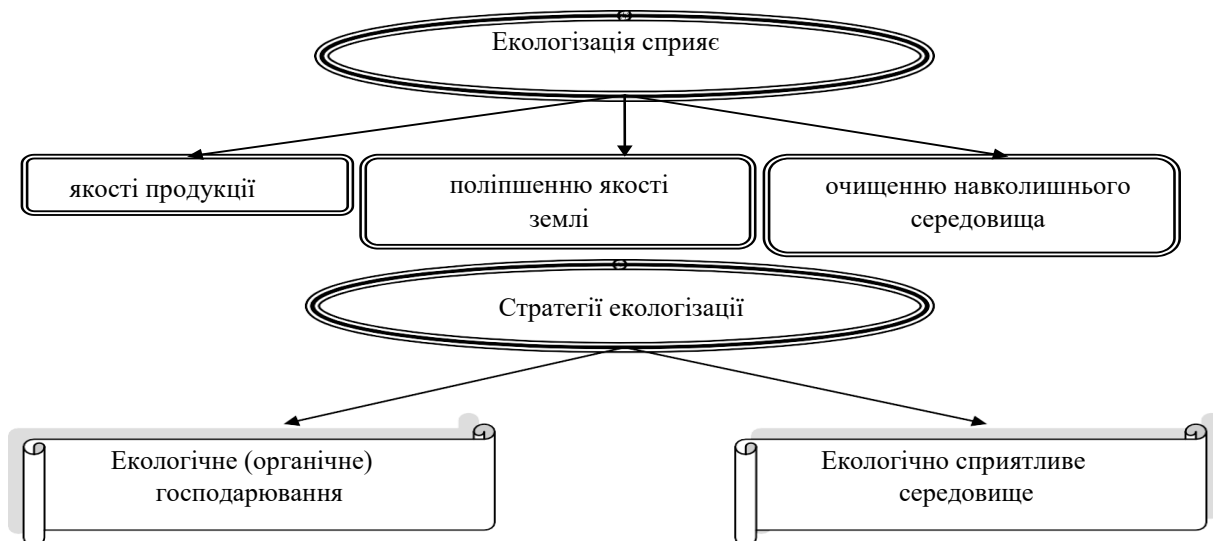 Екологізація сприяє
якості продукції
поліпшенню якості
землі
очищенню навколишнього
середовища
Стратегії екологізації
Екологічне (органічне)
господарювання
Екологічно сприятливе
середовище